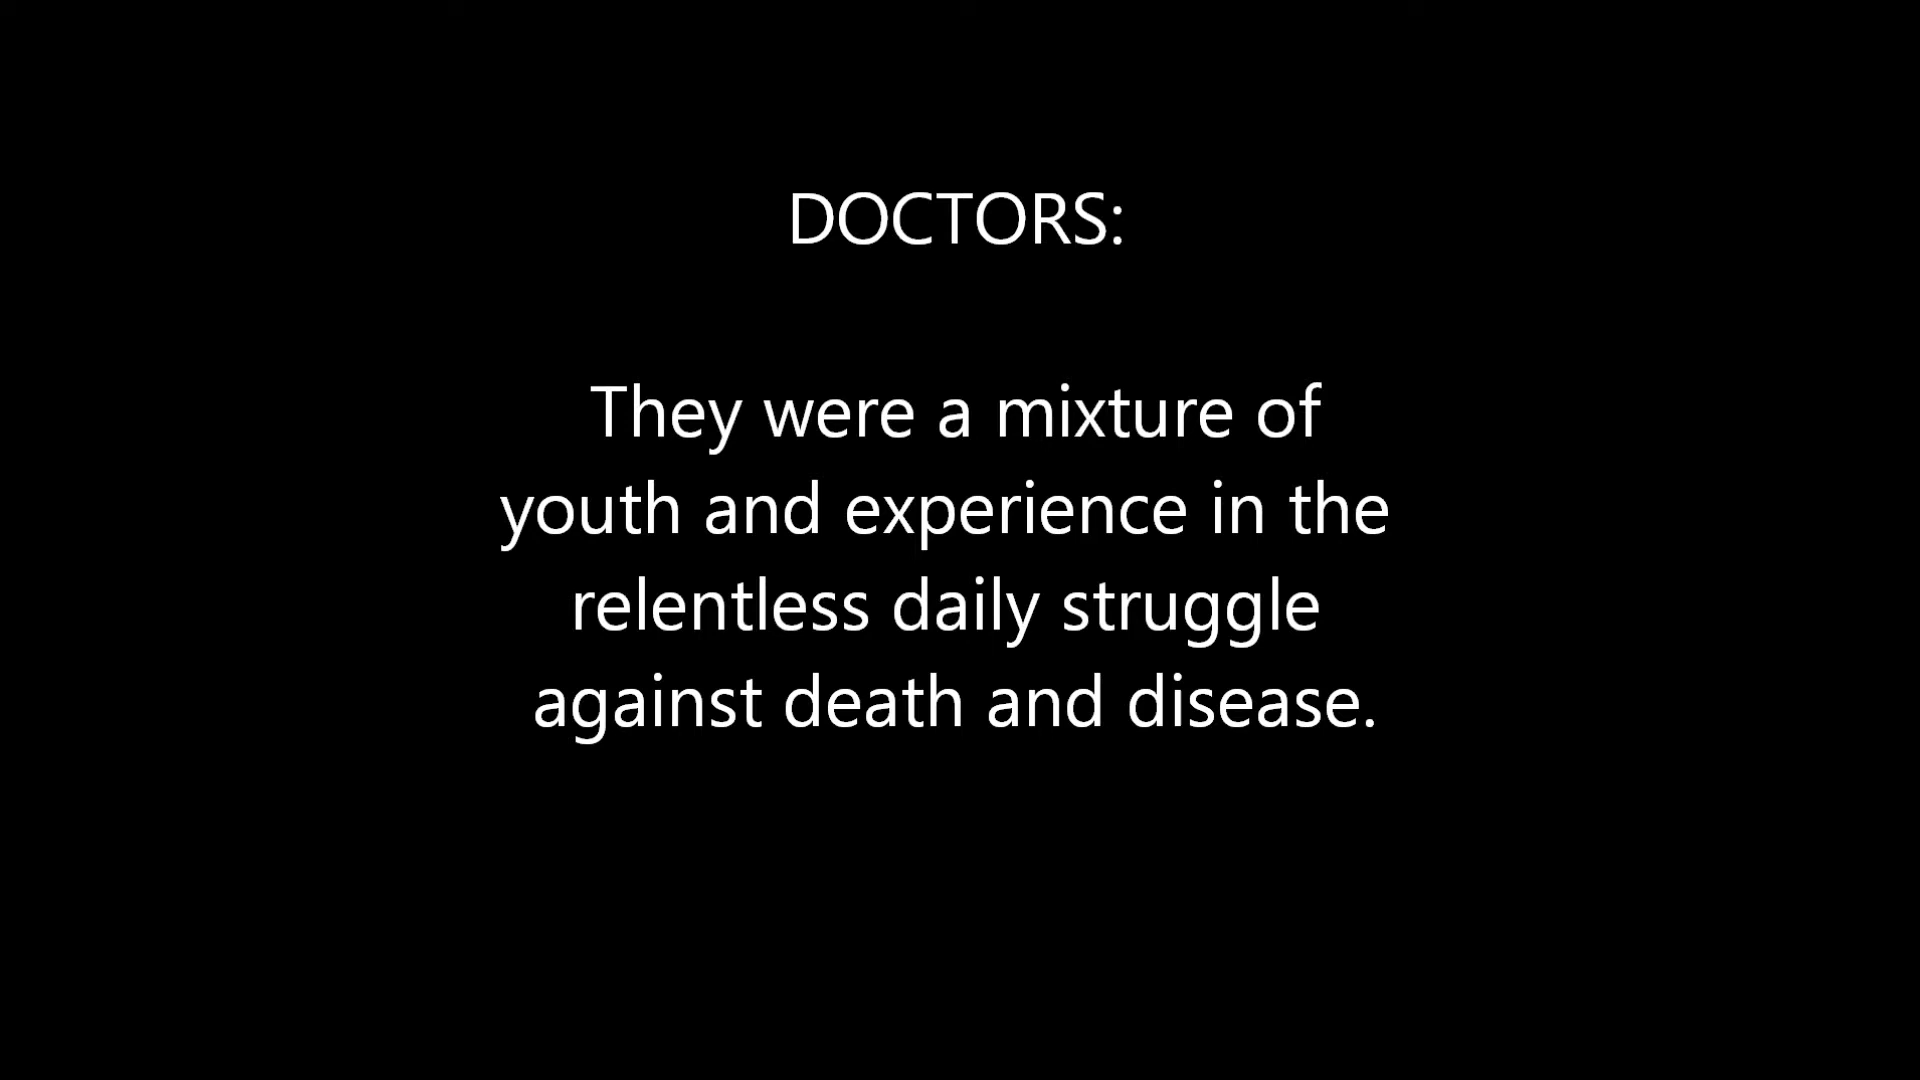 DOCTORS:
They were a mixture of
youth and experience in the
relentless daily struggle
against death and disease.